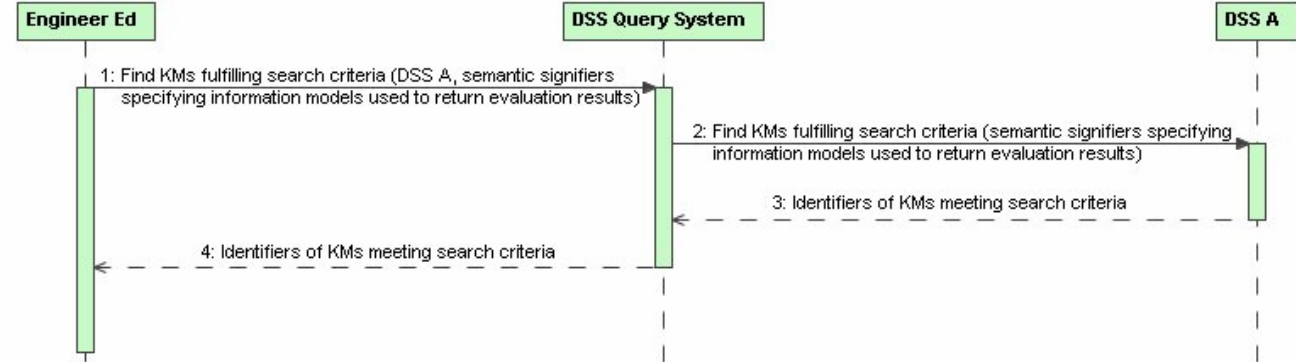 Engineer Ed
DSS Query System
DSS A
1: Find KMs fulfilling search criteria (DSS A, semantic signifiers
specifying information models used to return evaluation results)
2: Find KMs fulfilling search criteria (semantic signifiers specifying
information models used to return evaluation results)
3: Identifiers of KMs meeting search criteria
4: Identifiers of KMs meeting search criteria